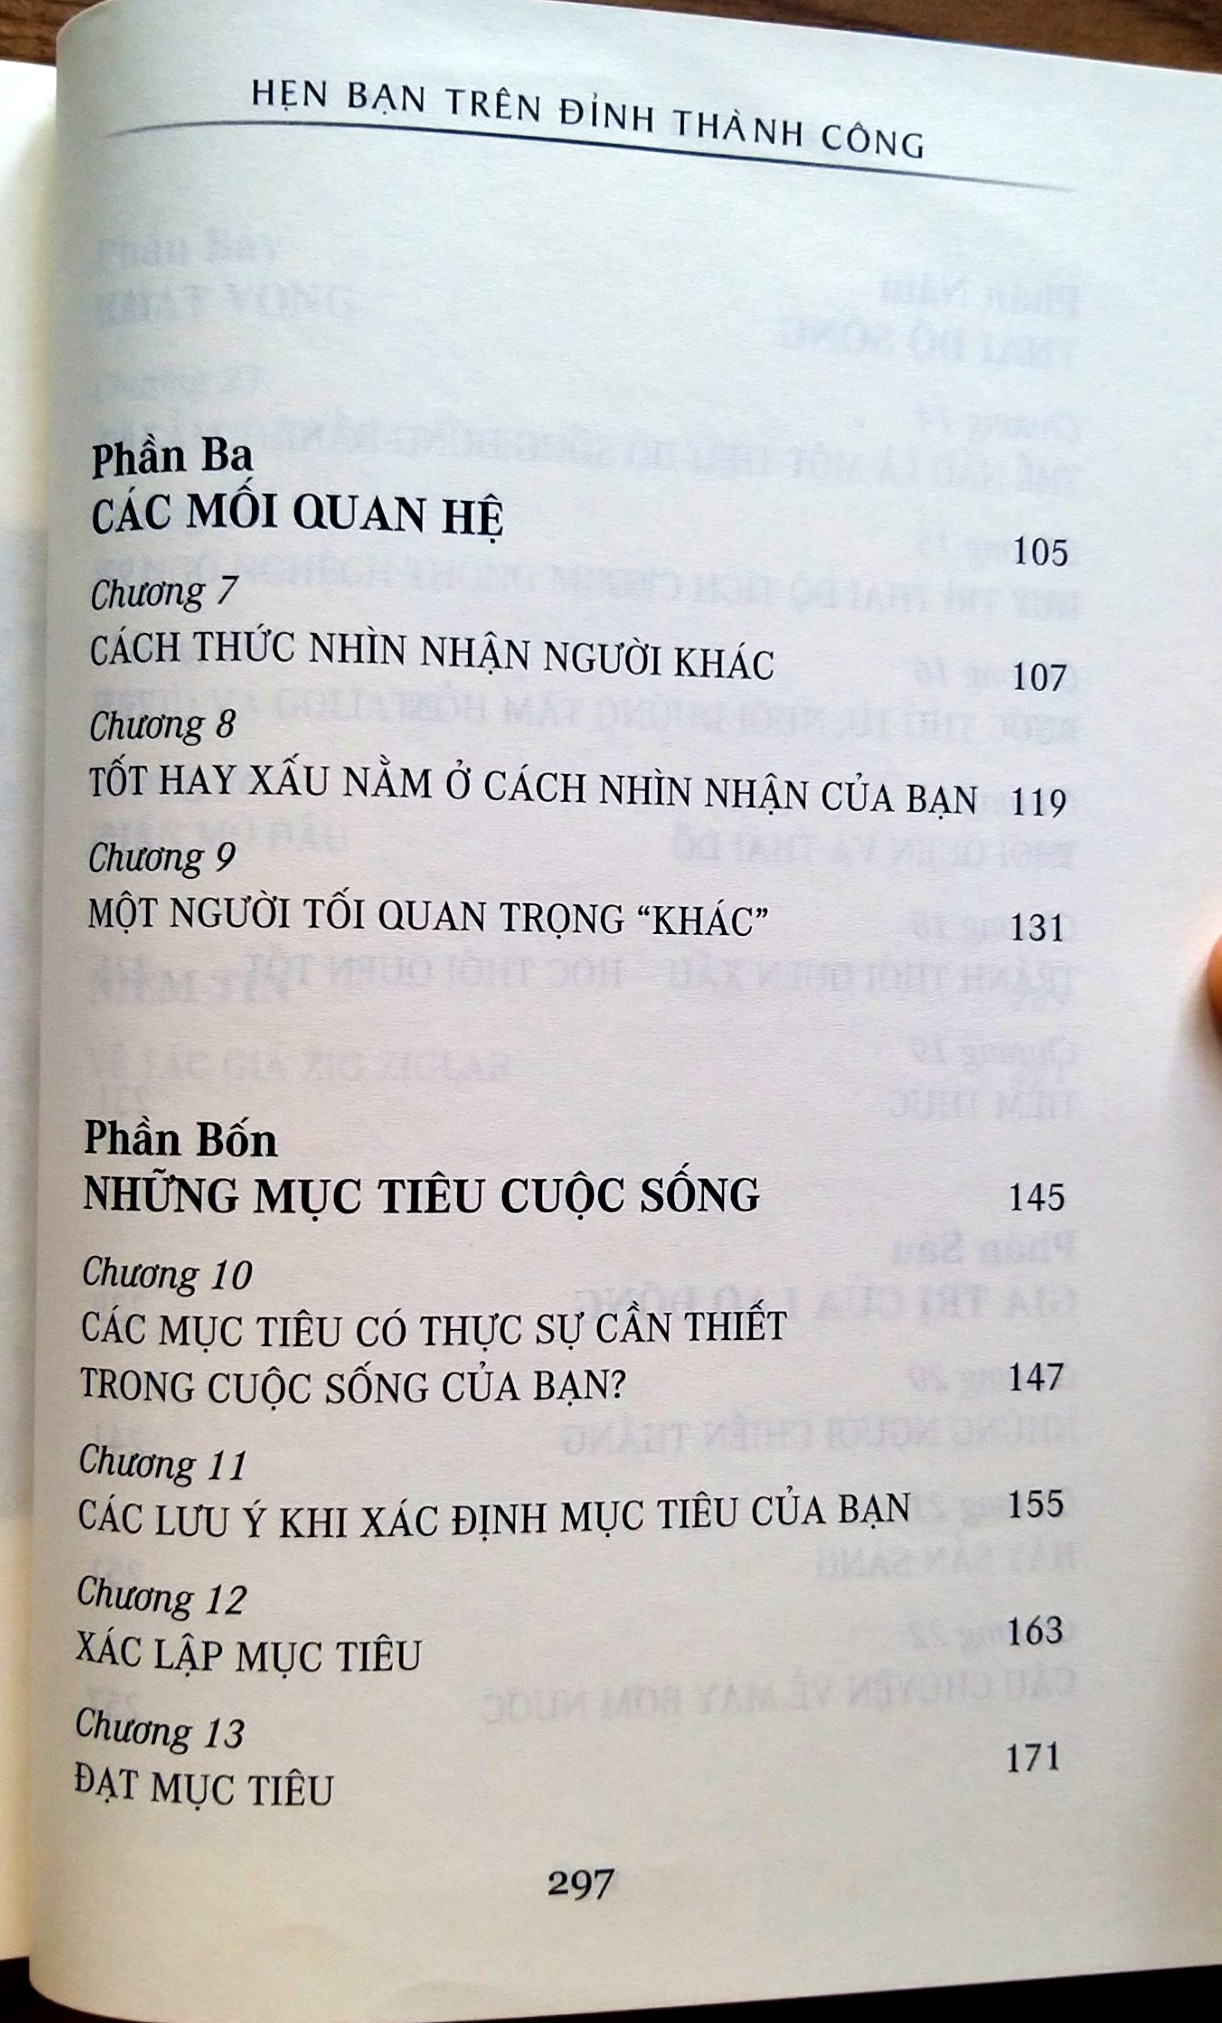 HẸN BẠN TRÊN ĐỈNH THÀNH CÔNG
Phần Ba
CÁC MỐI QUAN HỆ 105
Chương 7
CÁCH THỨC NHÌN NHẬN NGƯỜI KHÁC 107
Chương 8
TỐT HAY XẤU NẰM Ở CÁCH NHÌN NHẬN CỦA BẠN 119
Chương 9
MỘT NGƯỜI TỐI QUAN TRỌNG “KHÁC” 131
Phần Bốn
NHỮNG MỤC TIÊU CUỘC SỐNG 145
Chương 10
CÁC MỤC TIÊU CÓ THỰC SỰ CẦN THIẾT
TRONG CUỘC SỐNG CỦA BẠN? 147
Chương 11
CÁC LƯU Ý KHI XÁC ĐỊNH MỤC TIÊU CỦA BẠN 155
Chương 12
XÁC LẬP MỤC TIÊU 163
Chương 13
ĐẠT MỤC TIÊU 171
297